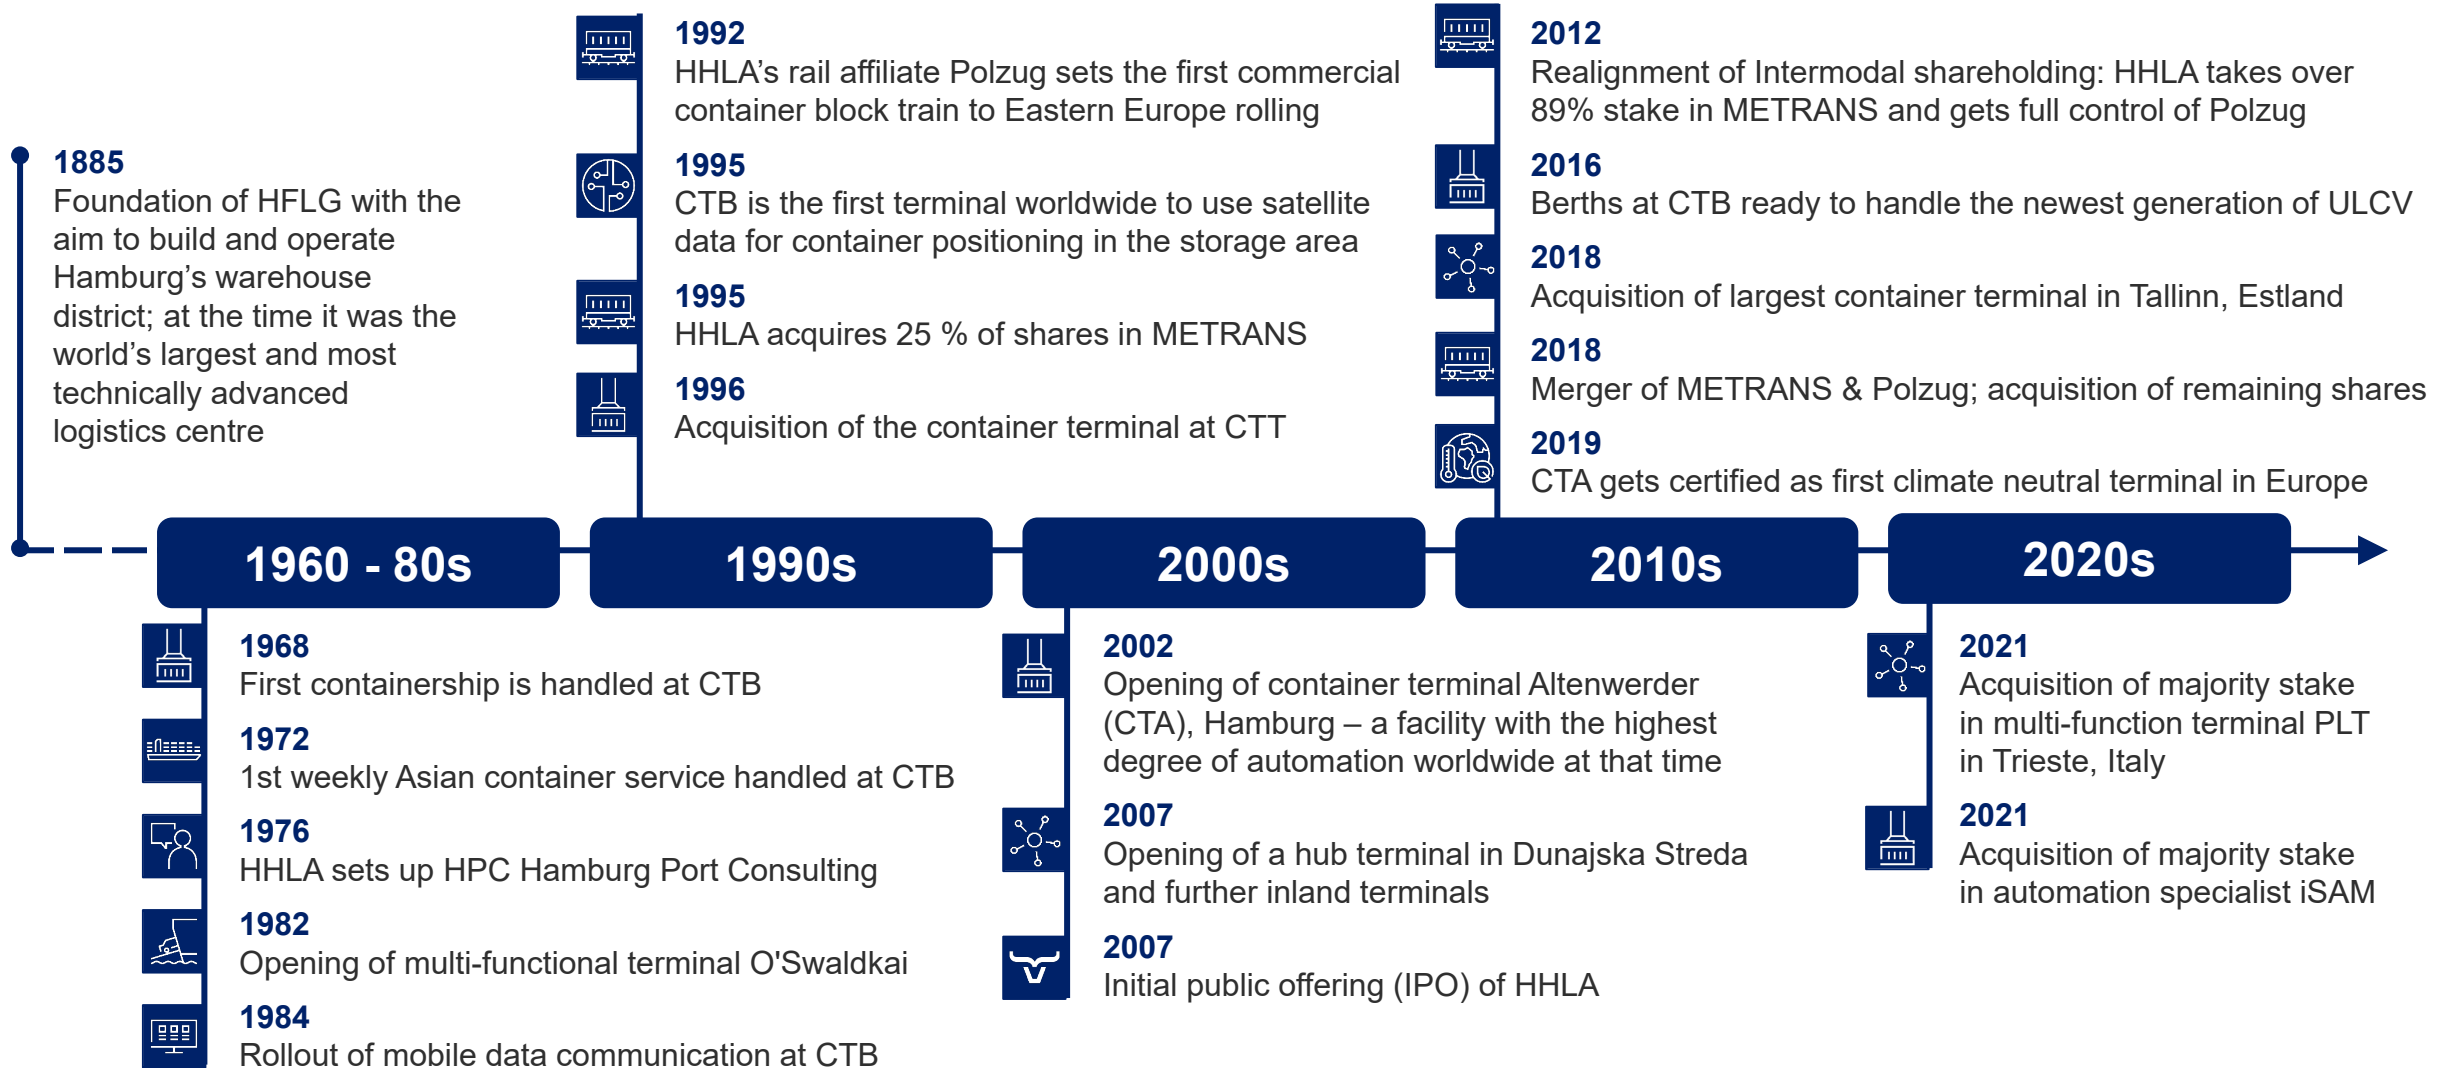 1885
Foundation of HFLG with the
aim to build and operate
Hamburg’s warehouse
district; at the time it was the
world’s largest and most
technically advanced
logistics centre
1992
HHLA’s rail affiliate Polzug sets the first commercial
container block train to Eastern Europe rolling
1995
CTB is the first terminal worldwide to use satellite
data for container positioning in the storage area
1995
HHLA acquires 25 % of shares in METRANS
1996
Acquisition of the container terminal at CTT
2012
Realignment of Intermodal shareholding: HHLA takes over
89% stake in METRANS and gets full control of Polzug
2016
Berths at CTB ready to handle the newest generation of ULCV
2018
Acquisition of largest container terminal in Tallinn, Estland
2018
Merger of METRANS & Polzug; acquisition of remaining shares
2019
CTA gets certified as first climate neutral terminal in Europe
1960 - 80s
1990s
2000s
2010s
2020s
1968
First containership is handled at CTB
1972
1st weekly Asian container service handled at CTB
1976
HHLA sets up HPC Hamburg Port Consulting
1982
Opening of multi-functional terminal O'Swaldkai
1984
Rollout of mobile data communication at CTB
2002
Opening of container terminal Altenwerder
(CTA), Hamburg – a facility with the highest
degree of automation worldwide at that time
2007
Opening of a hub terminal in Dunajska Streda
and further inland terminals
2007
Initial public offering (IPO) of HHLA
2021
Acquisition of majority stake
in multi-function terminal PLT
in Trieste, Italy
2021
Acquisition of majority stake
in automation specialist iSAM